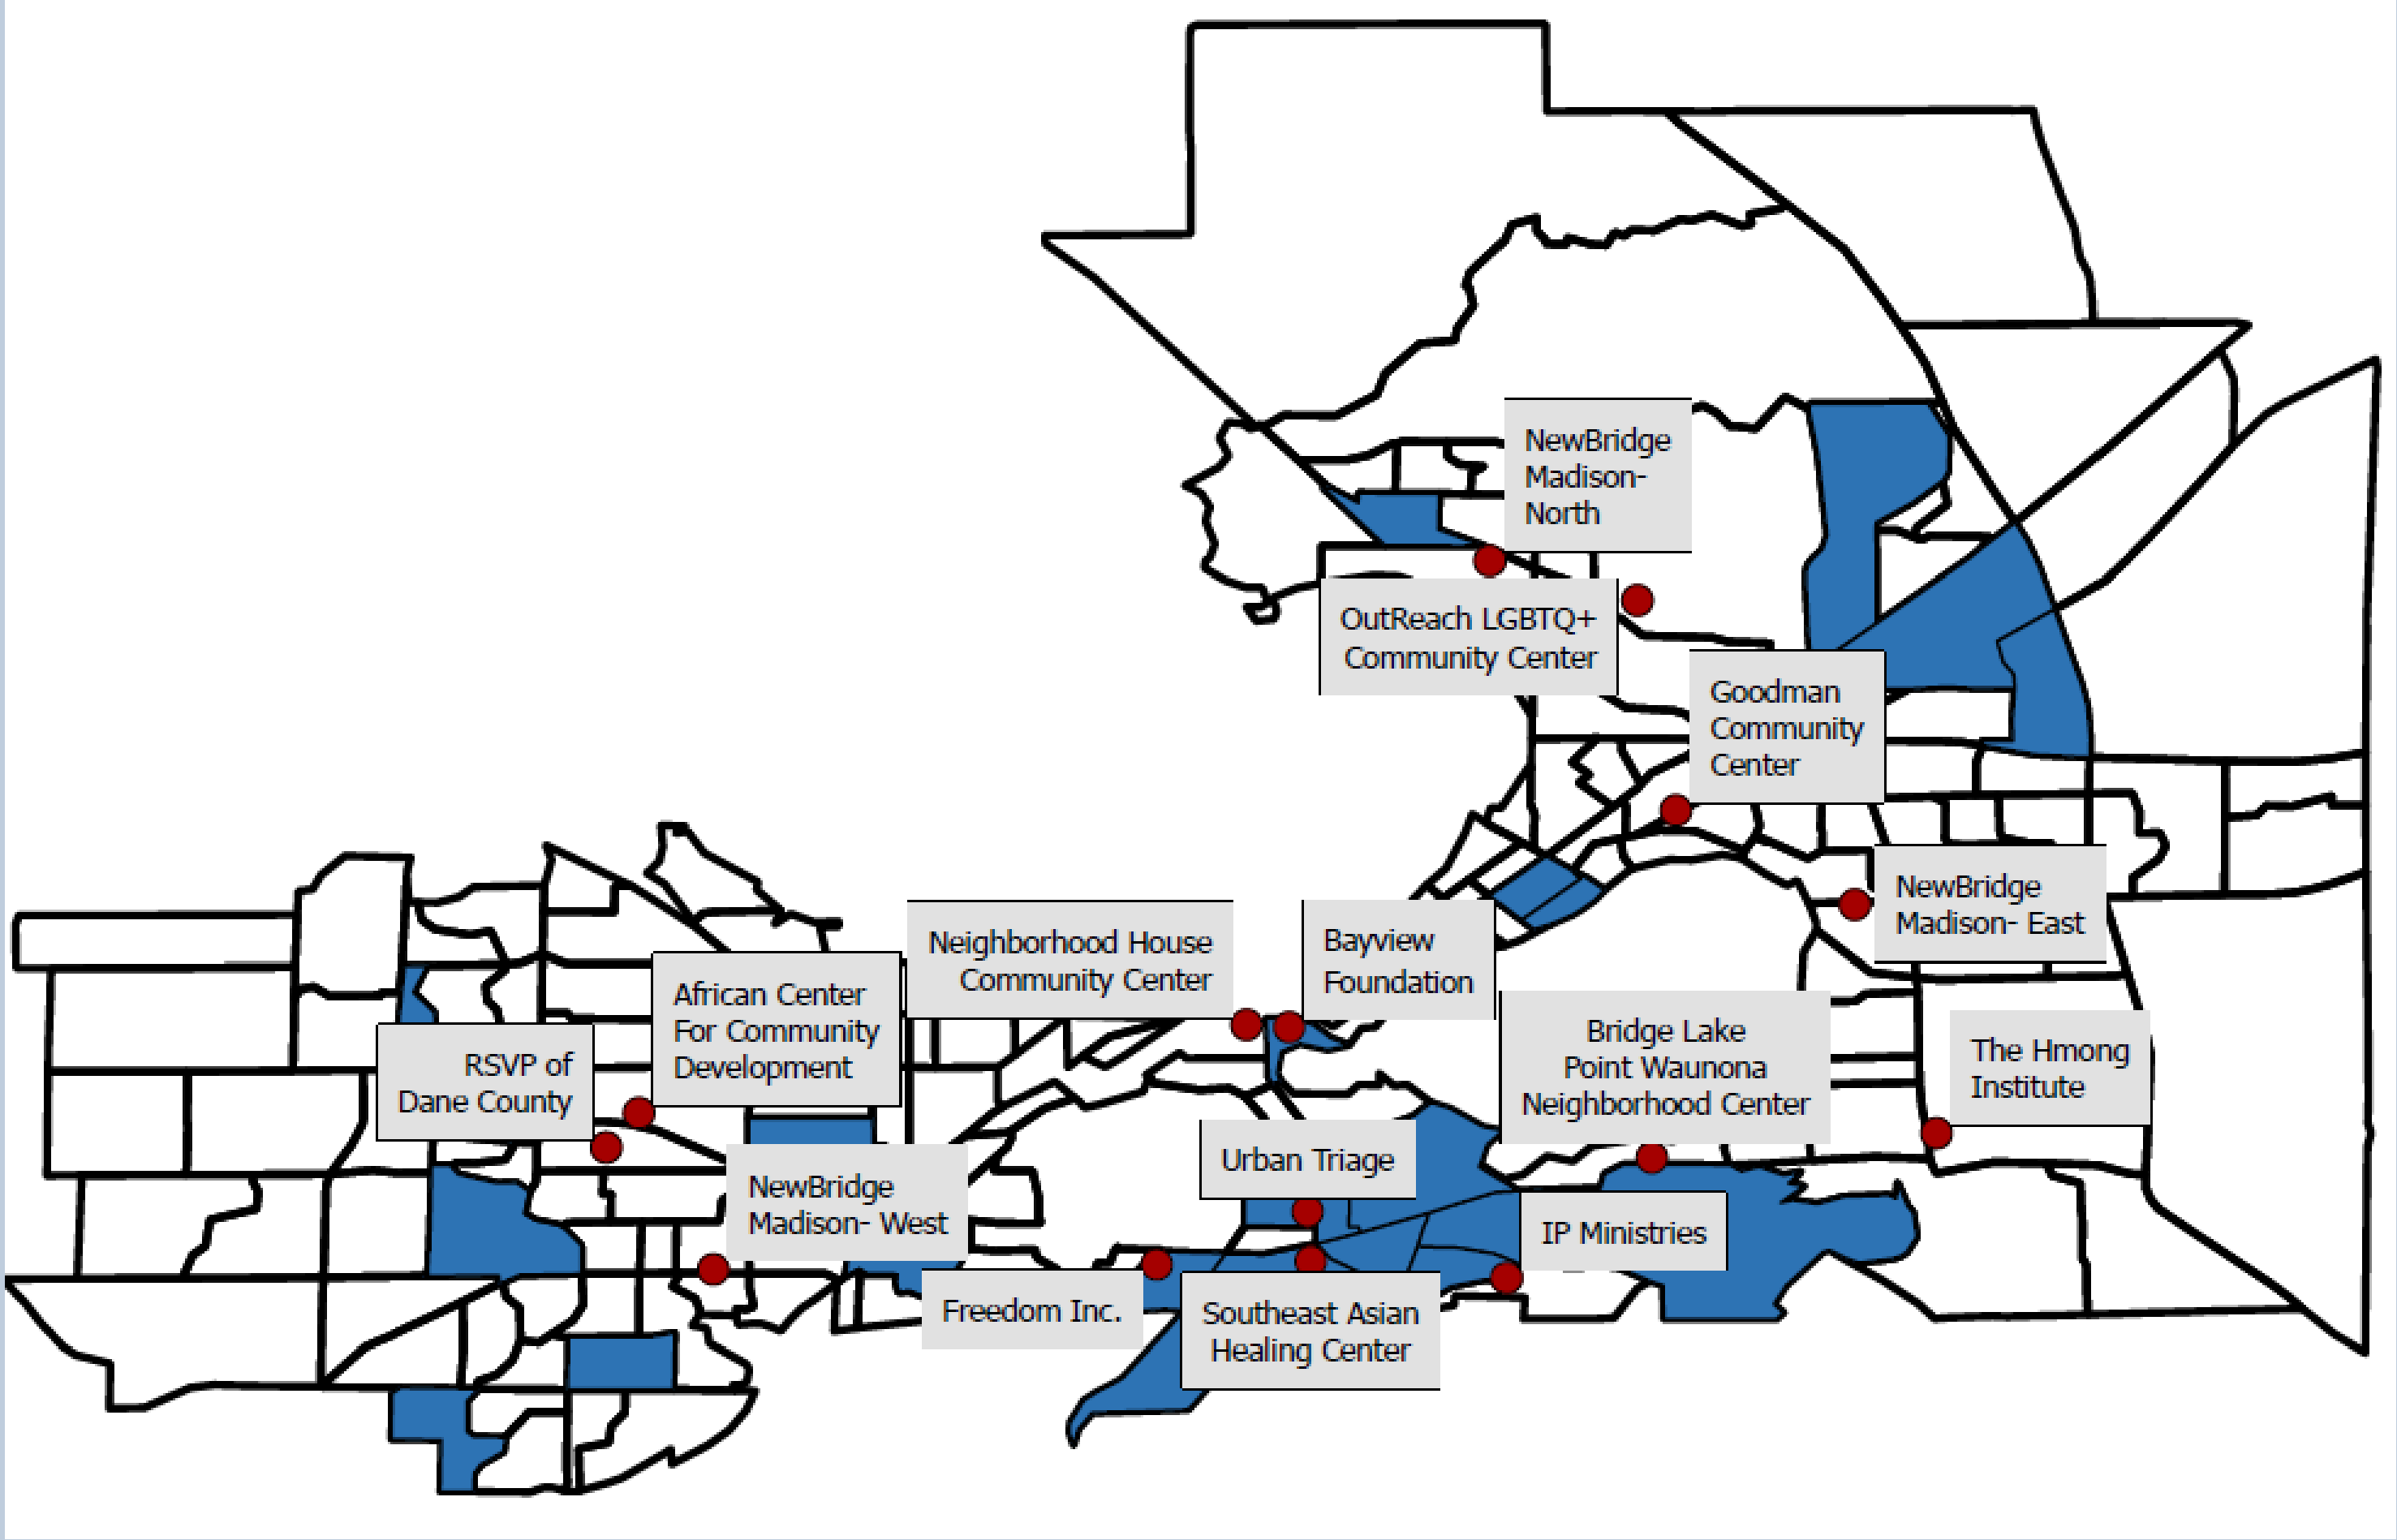 NewBridge
Madison-
North
OutReach LGBTQ+
Community Center
Goodman
Community
Center
NewBridge
Madison- East
Neighborhood House
Community Center
Bayview
Foundation
African Center
For Community
Development
RSVP of
Dane County
Bridge Lake
Point Waunona
Neighborhood Center
The Hmong
Institute
Urban Triage
NewBridge
Madison- West
IP Ministries
Freedom Inc.
Southeast Asian
Healing Center